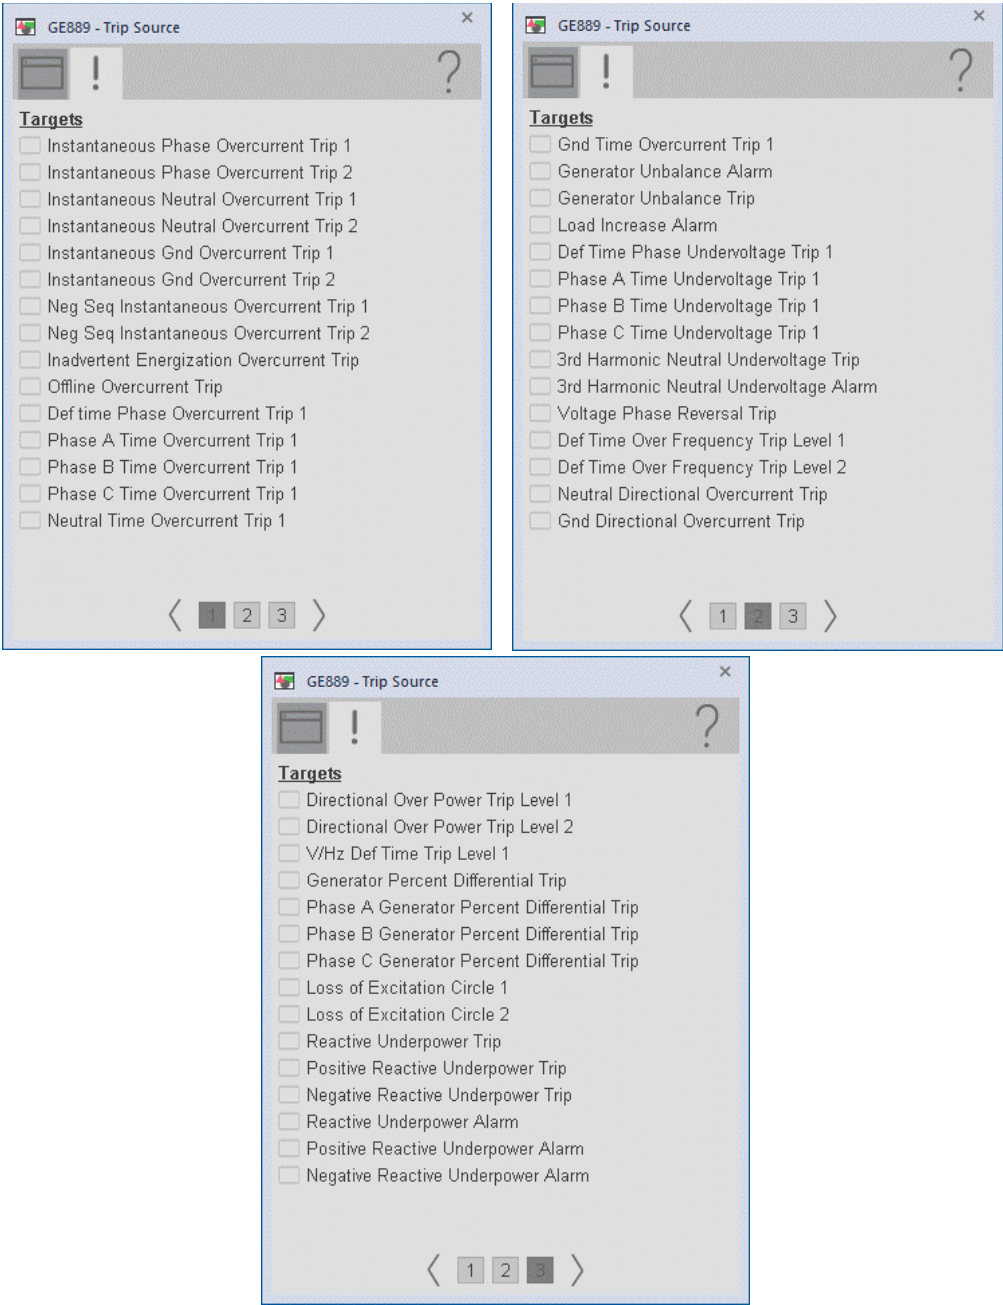 GE889 - Trip Source
!
?
Targets
Instantaneous Phase Overcurrent Trip 1
Instantaneous Phase Overcurrent Trip 2
Instantaneous Neutral Overcurrent Trip 1
Instantaneous Neutral Overcurrent Trip 2
Instantaneous Gnd Overcurrent Trip 1
Instantaneous Gnd Overcurrent Trip 2
Neg Seq Instantaneous Overcurrent Trip 1
Neg Seq Instantaneous Overcurrent Trip 2
Inadvertent Energization Overcurrent Trip
Offline Overcurrent Trip
Def time Phase Overcurrent Trip 1
Phase A Time Overcurrent Trip 1
Phase B Time Overcurrent Trip 1
Phase C Time Overcurrent Trip 1
Neutral Time Overcurrent Trip 1
1 2 3
GE889 - Trip Source
!
?
Targets
Gnd Time Overcurrent Trip 1
Generator Unbalance Alarm
Generator Unbalance Trip
Load Increase Alarm
Def Time Phase Undervoltage Trip 1
Phase A Time Undervoltage Trip 1
Phase B Time Undervoltage Trip 1
Phase C Time Undervoltage Trip 1
3rd Harmonic Neutral Undervoltage Trip
3rd Harmonic Neutral Undervoltage Alarm
Voltage Phase Reversal Trip
Def Time Over Frequency Trip Level 1
Def Time Over Frequency Trip Level 2
Neutral Directional Overcurrent Trip
Gnd Directional Overcurrent Trip
1 2 3
GE889 - Trip Source
!
?
Targets
Directional Over Power Trip Level 1
Directional Over Power Trip Level 2
V/Hz Def Time Trip Level 1
Generator Percent Differential Trip
Phase A Generator Percent Differential Trip
Phase B Generator Percent Differential Trip
Phase C Generator Percent Differential Trip
Loss of Excitation Circle 1
Loss of Excitation Circle 2
Reactive Underpower Trip
Positive Reactive Underpower Trip
Negative Reactive Underpower Trip
Reactive Underpower Alarm
Positive Reactive Underpower Alarm
Negative Reactive Underpower Alarm
1 2 3